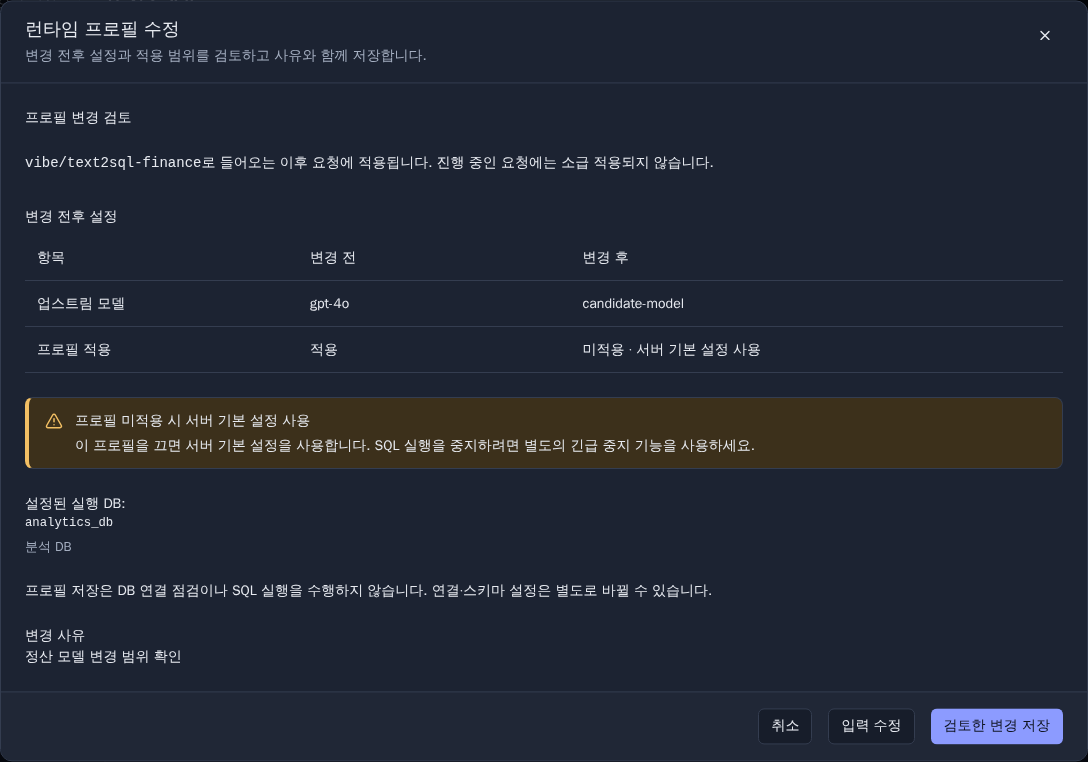 런타임 프로필 수정
변경 전후 설정과 적용 범위를 검토하고 사유와 함께 저장합니다.
프로필 변경 검토
vibe/text2sql-finance로 들어오는 이후 요청에 적용됩니다. 진행 중인 요청에는 소급 적용되지 않습니다.
변경 전후 설정
항목 변경 전 변경 후
업스트림 모델 gpt-4o candidate-model
프로필 적용 적용 미적용 · 서버 기본 설정 사용
프로필 미적용 시 서버 기본 설정 사용
이 프로필을 끄면 서버 기본 설정을 사용합니다. SQL 실행을 중지하려면 별도의 긴급 중지 기능을 사용하세요.
설정된 실행 DB:
analytics_db
분석 DB
프로필 저장은 DB 연결 점검이나 SQL 실행을 수행하지 않습니다. 연결·스키마 설정은 별도로 바뀔 수 있습니다.
변경 사유
정산 모델 변경 범위 확인
취소 입력 수정 검토한 변경 저장